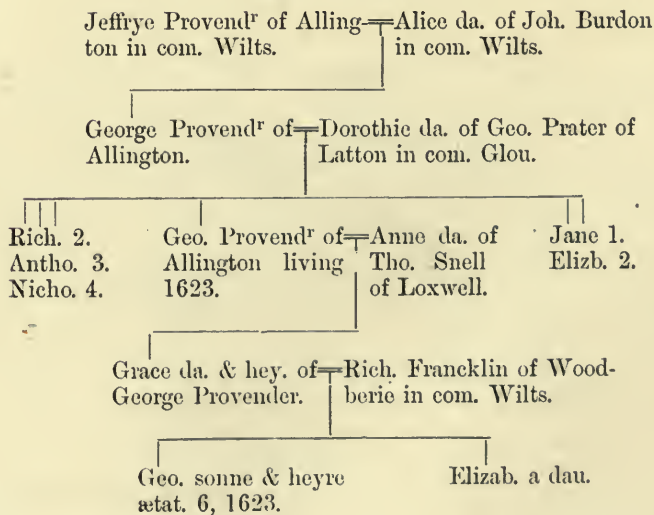 Jeffrye Provendʳ of Alling- Alice da. of Joh. Burdon
ton in com. Wilts. in com. Wilts.
George Provendʳ of Dorothie da. of Geo. Prater of
Allington. Latton in com. Glou.
Rich. 2. Geo. Provendʳ of Anne da. of Jane 1.
Antho. 3. Allington living Tho. Snell Elizb. 2.
Nicho. 4. 1623. of Loxwell.
Grace da. & hey. of Rich. Francklin of Wood-
George Provender. berie in com. Wilts.
Geo. sonne & heyre Elizab. a dau.
ætat. 6, 1623.